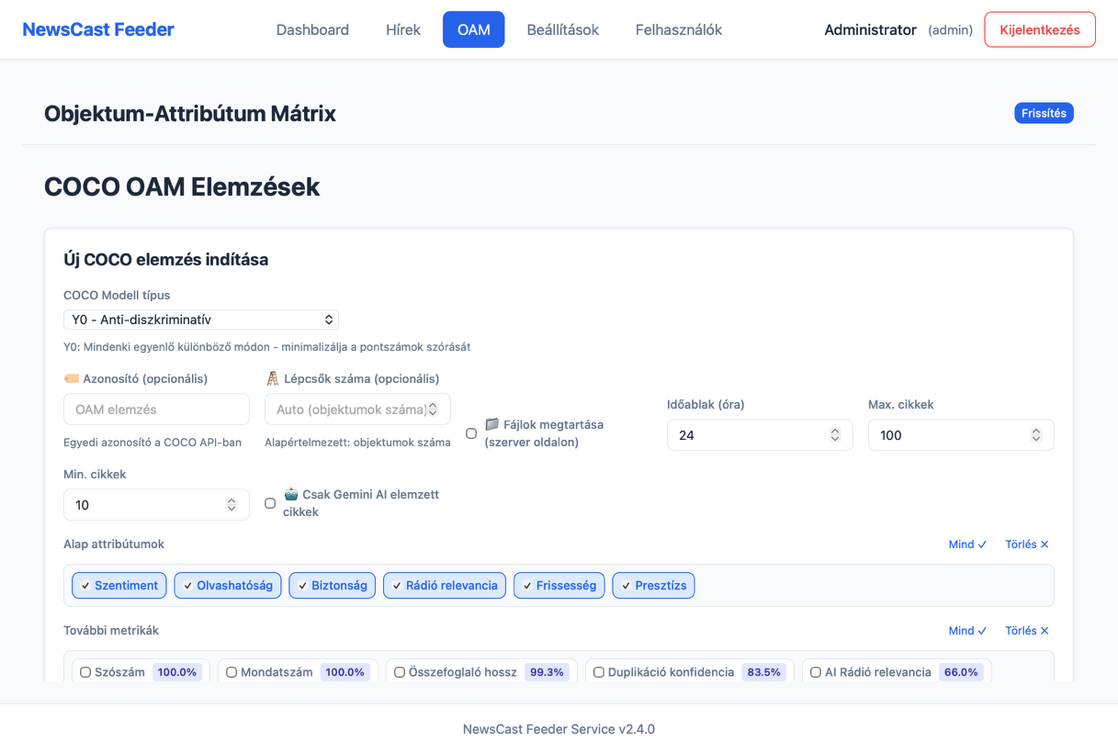 NewsCast Feeder
Dashboard Hírek OAM Beállítások Felhasználók
Administrator (admin) Kijelentkezés
Objektum-Attribútum Mátrix
Frissítés
COCO OAM Elemzések
Új COCO elemzés indítása
COCO Modell típus
Y0 - Anti-diszkriminatív
Y0: Mindenki egyenlő különböző módon - minimalizálja a pontszámok szórását
Azonosító (opcionális)
OAM elemzés
Egyedi azonosító a COCO API-ban
Lépcsők száma (opcionális)
Auto (objektumok száma)
Alapértelmezett: objektumok száma
Fájlok megtartása
(szerver oldalon)
Időablak (óra)
24
Max. cikkek
100
Min. cikkek
10
Csak Gemini AI elemzett
cikkek
Alap attribútumok
Mind ✓ Törlés ✕
✓ Szentiment ✓ Olvashatóság ✓ Biztonság ✓ Rádió relevancia ✓ Frissesség ✓ Presztízs
További metrikák
Mind ✓ Törlés ✕
Szószám 100.0% Mondatszám 100.0% Összefoglaló hossz 99.3% Duplikáció konfidencia 83.5% AI Rádió relevancia 66.0%
NewsCast Feeder Service v2.4.0